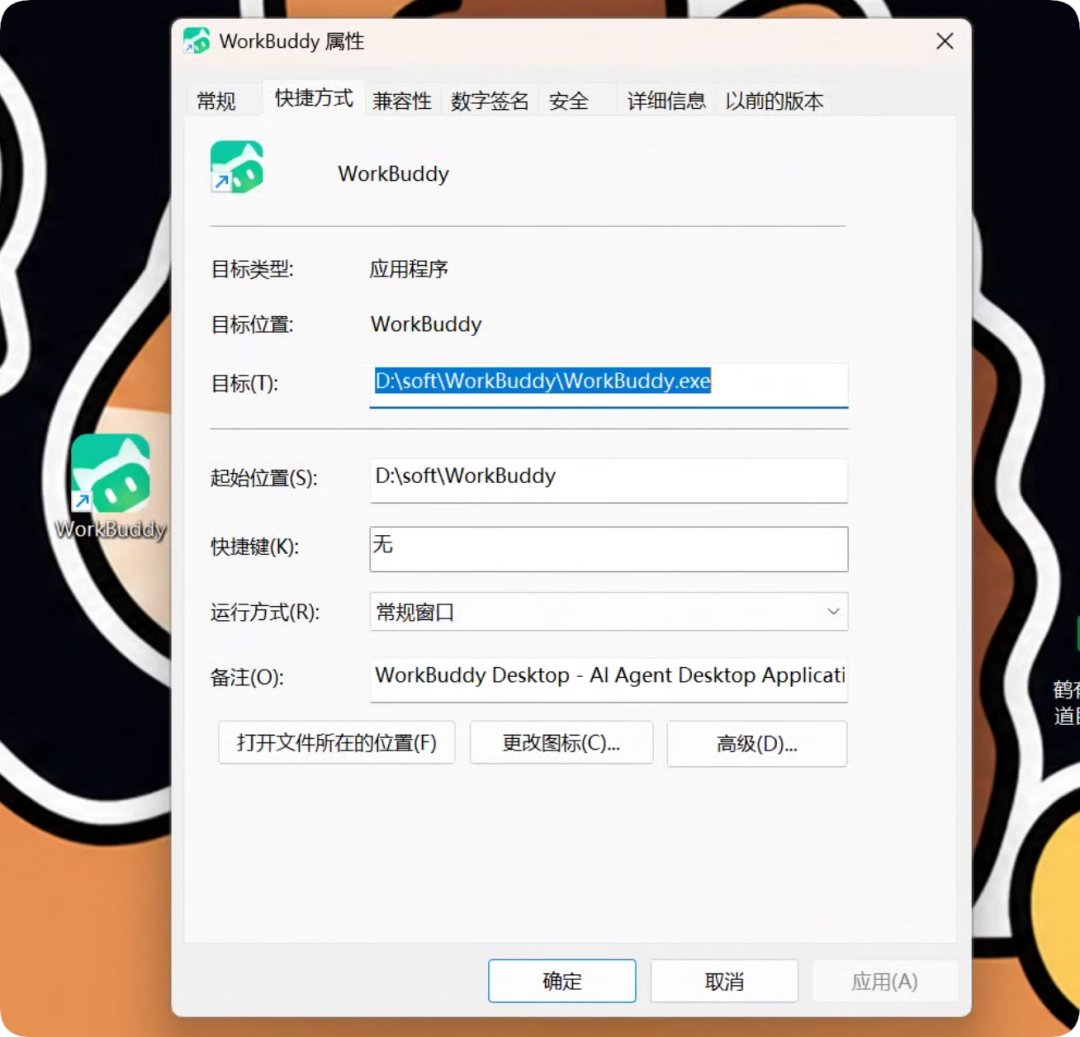 WorkBuddy 属性
常规 快捷方式 兼容性 数字签名 安全 详细信息 以前的版本
WorkBuddy
目标类型: 应用程序
目标位置: WorkBuddy
目标(T): D:\soft\WorkBuddy\WorkBuddy.exe
起始位置(S): D:\soft\WorkBuddy
快捷键(K): 无
运行方式(R): 常规窗口
备注(O): WorkBuddy Desktop - AI Agent Desktop Applicati
打开文件所在的位置(F) 更改图标(C)... 高级(D)...
确定 取消 应用(A)
WorkBuddy